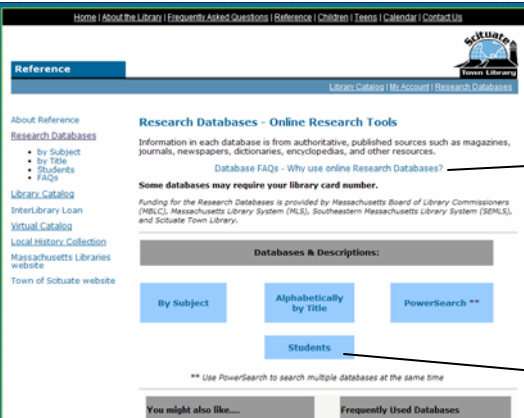 Home | About the Library | Frequently Asked Questions | Reference | Children | Teens | Calendar | Contact Us
Scituate
Town Library
Reference
Library Catalog | My Account | Research Databases
About Reference
Research Databases
• by Subject
• by Title
• Students
• FAQs
Library Catalog
InterLibrary Loan
Virtual Catalog
Local History Collection
Massachusetts Libraries
website
Town of Scituate website
Research Databases - Online Research Tools
Information in each database is from authoritative, published sources such as magazines,
journals, newspapers, dictionaries, encyclopedias, and other resources.
Database FAQs - Why use online Research Databases?
Some databases may require your library card number.
Funding for the Research Databases is provided by Massachusetts Board of Library Commissioners
(MBLC), Massachusetts Library System (MLS), Southeastern Massachusetts Library System (SEMLS),
and Scituate Town Library.
Databases & Descriptions:
By Subject
Alphabetically
by Title
PowerSearch **
Students
** Use PowerSearch to search multiple databases at the same time
You might also like....
Frequently Used Databases